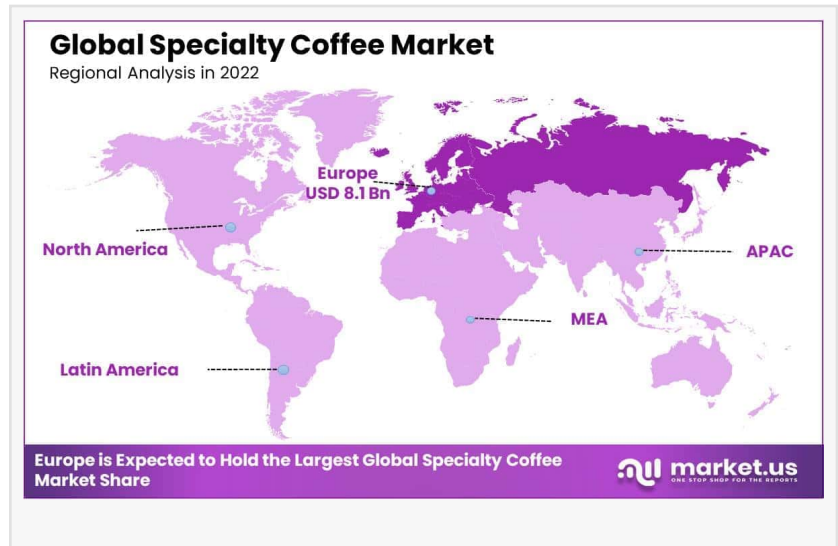 Global Specialty Coffee Market
Regional Analysis in 2022
Europe
USD 8.1 Bn
North America
APAC
MEA
Latin America
Europe is Expected to Hold the Largest Global Specialty Coffee
Market Share
market.us
ONE STOP SHOP FOR THE REPORTS